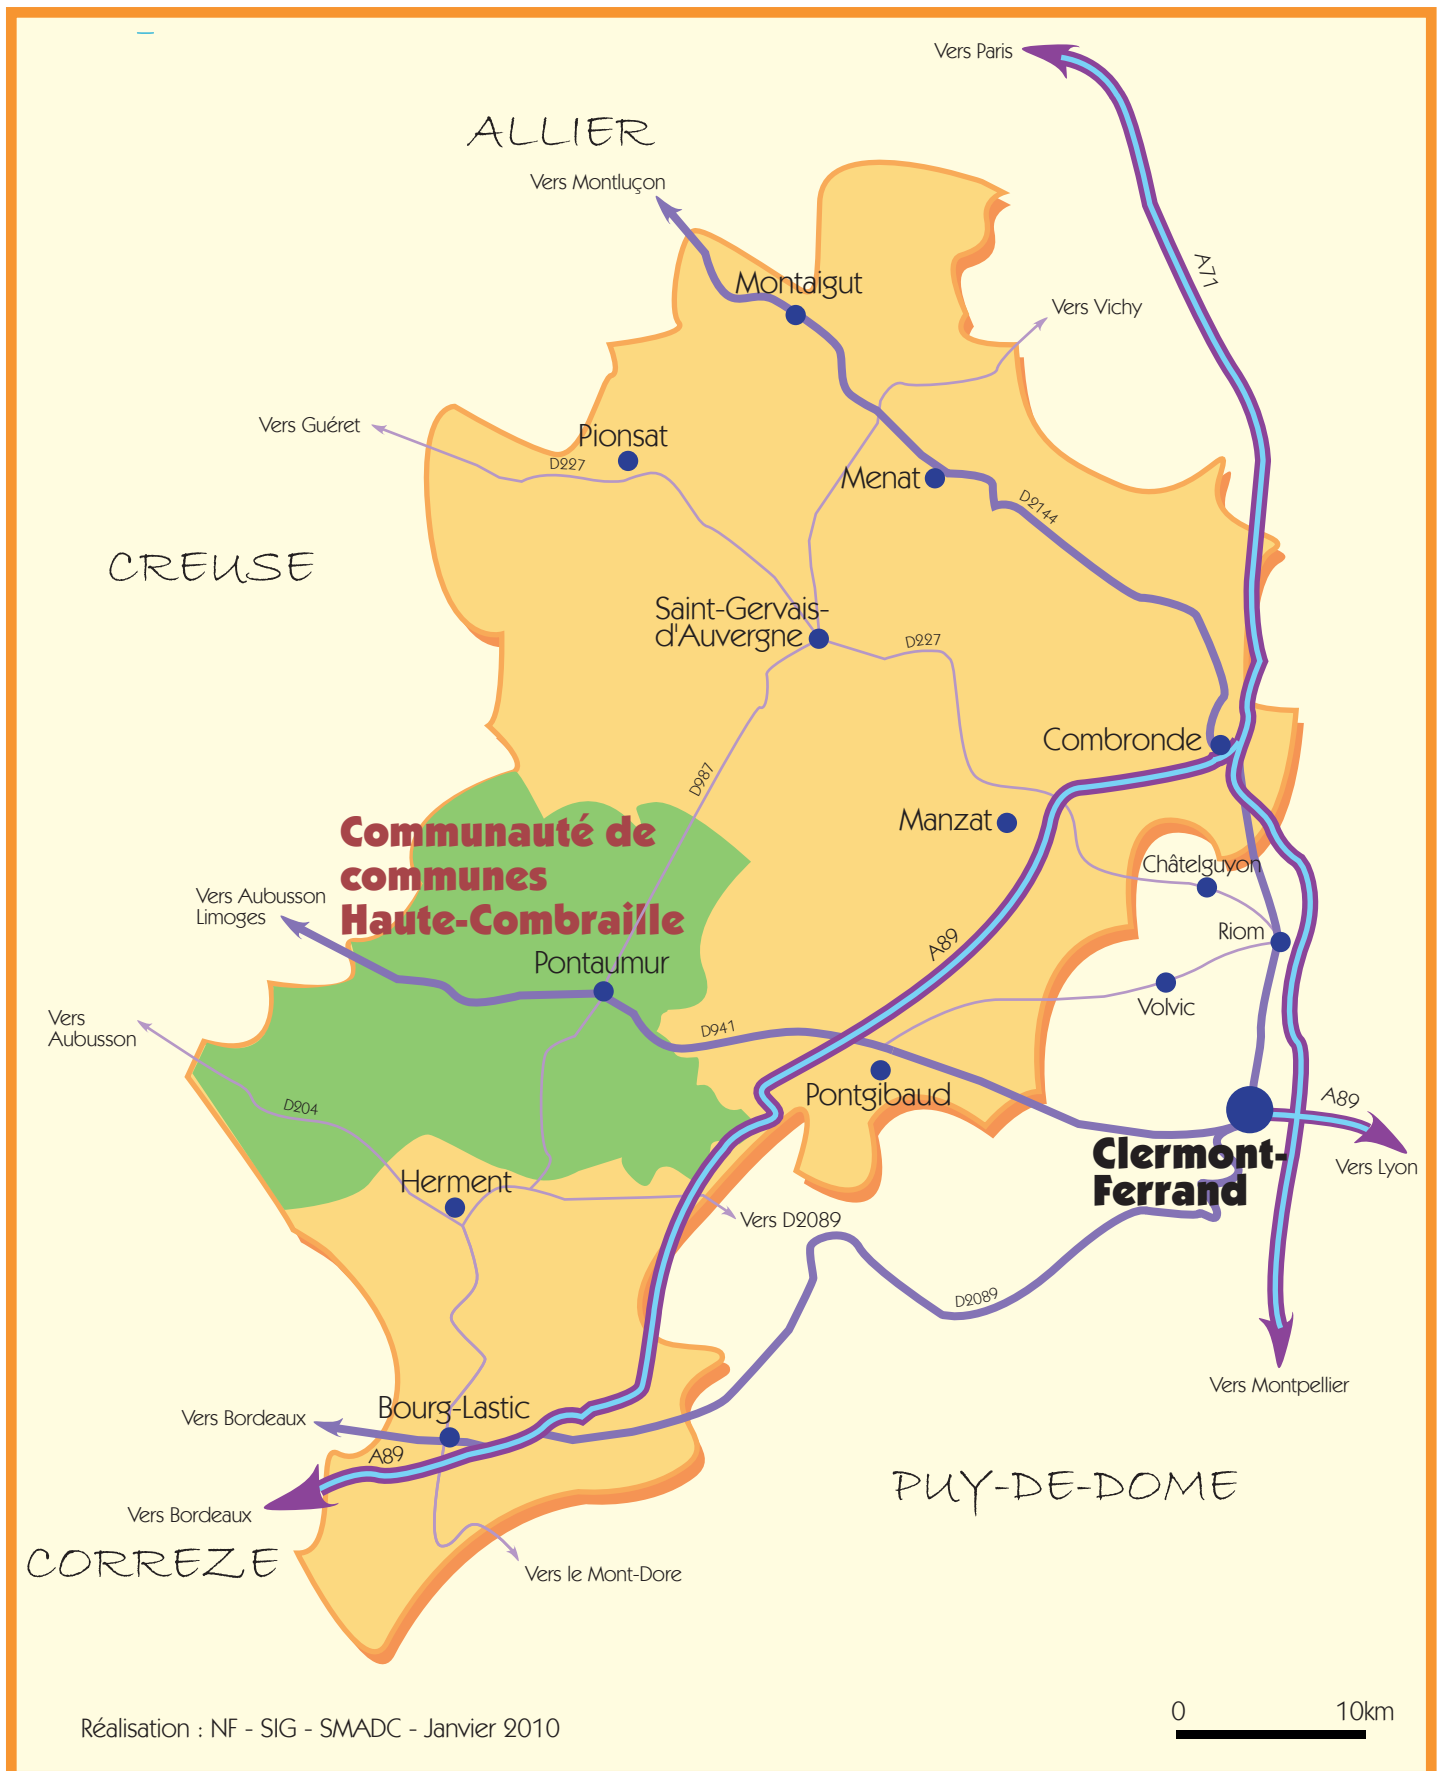 Vers Paris
ALLIER
Vers Montluçon
A71
Montaigut
Vers Vichy
Vers Guéret
Pionsat
D227
Menat
D2144
CREUSE
Saint-Gervais-
d'Auvergne
D227
Combronde
D987
Manzat
Communauté de
communes
Haute-Combraille
Châtelguyon
Vers Aubusson
Limoges
Riom
A89
Pontaumur
Volvic
Vers
Aubusson
D941
Pontgibaud
D204
A89
Clermont-
Ferrand
Vers Lyon
Herment
Vers D2089
D2089
Vers Montpellier
Bourg-Lastic
Vers Bordeaux
A89
PUY-DE-DOME
Vers Bordeaux
CORREZE
Vers le Mont-Dore
0 10km
Réalisation : NF - SIG - SMADC - Janvier 2010